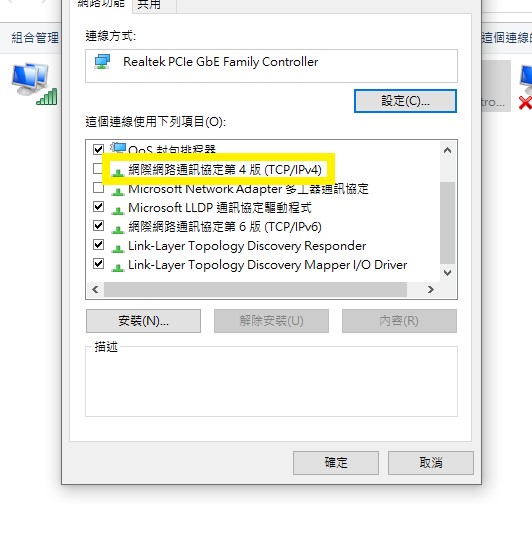 網路功能
共用
組合管理
連線方式:
這個連線的
Realtek PCIe GbE Family Controller
設定(C)...
tro...
這個連線使用下列項目(O):
QoS 封包排程器
網際網路通訊協定第 4 版 (TCP/IPv4)
Microsoft Network Adapter 多工器通訊協定
Microsoft LLDP 通訊協定驅動程式
網際網路通訊協定第 6 版 (TCP/IPv6)
Link-Layer Topology Discovery Responder
Link-Layer Topology Discovery Mapper I/O Driver
安裝(N)...
解除安裝(U)
內容(R)
描述
確定
取消